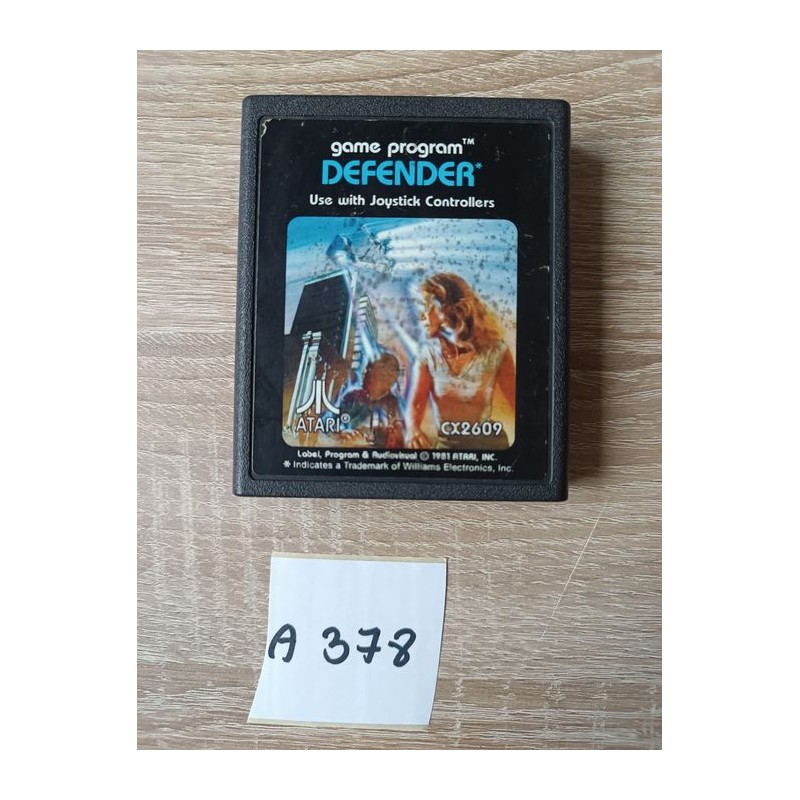 game program™
DEFENDER*
Use with Joystick Controllers
ATARI®
CX2609
Label, Program & Audiovisual © 1981 ATARI, INC.
* Indicates a Trademark of Williams Electronics, Inc.
A 378